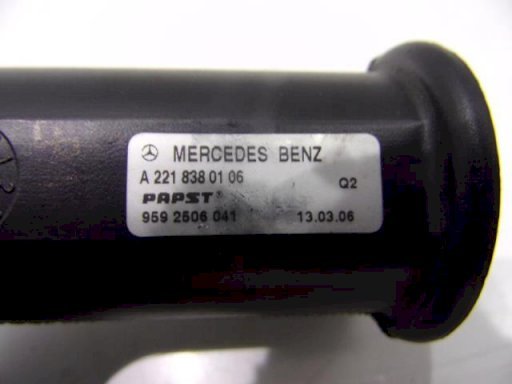 MERCEDES BENZ
A 221 838 01 06 Q2
PAPST®
959 2506 041 13.03.06